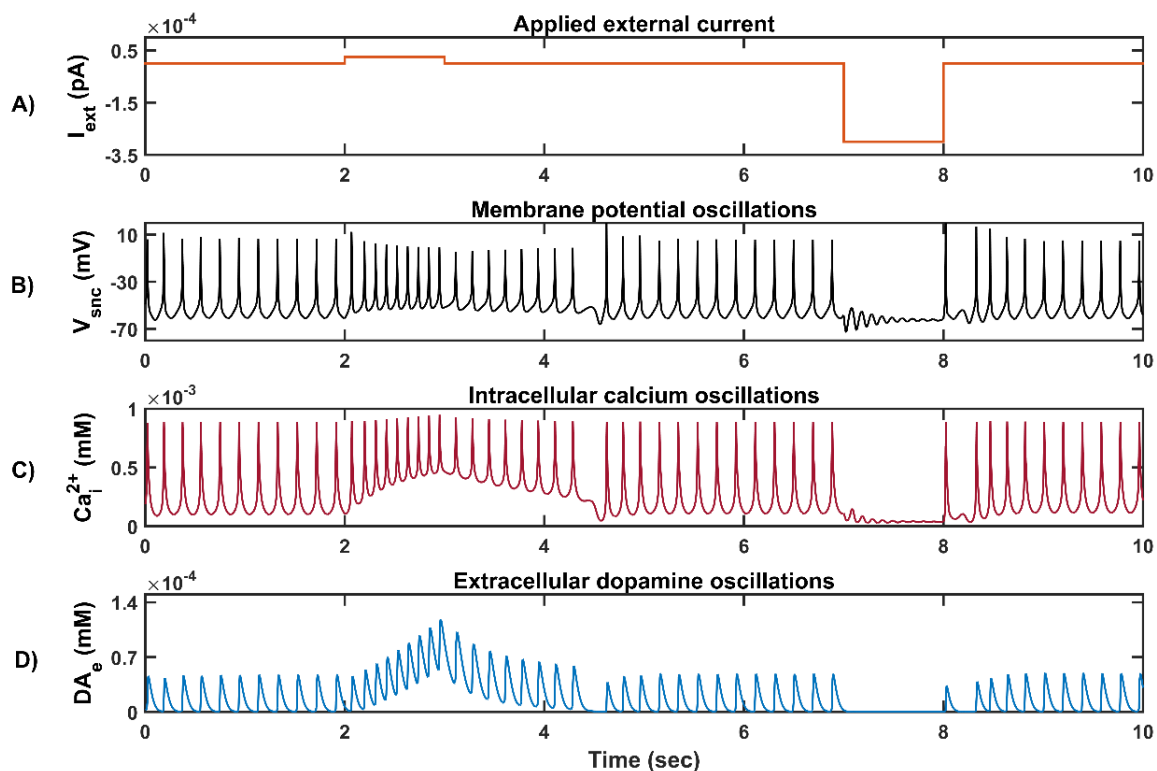 ×10⁻⁴ Applied external current
A) I_ext (pA)
0.5
-1.5
-3.5
0 2 4 6 8 10
Membrane potential oscillations
B) V_snc (mV)
10
-30
-70
0 2 4 6 8 10
×10⁻³ Intracellular calcium oscillations
C) Ca_i^2+ (mM)
1
0.5
0
0 2 4 6 8 10
×10⁻⁴ Extracellular dopamine oscillations
D) DA_e (mM)
1.4
0.7
0
0 2 4 6 8 10
Time (sec)